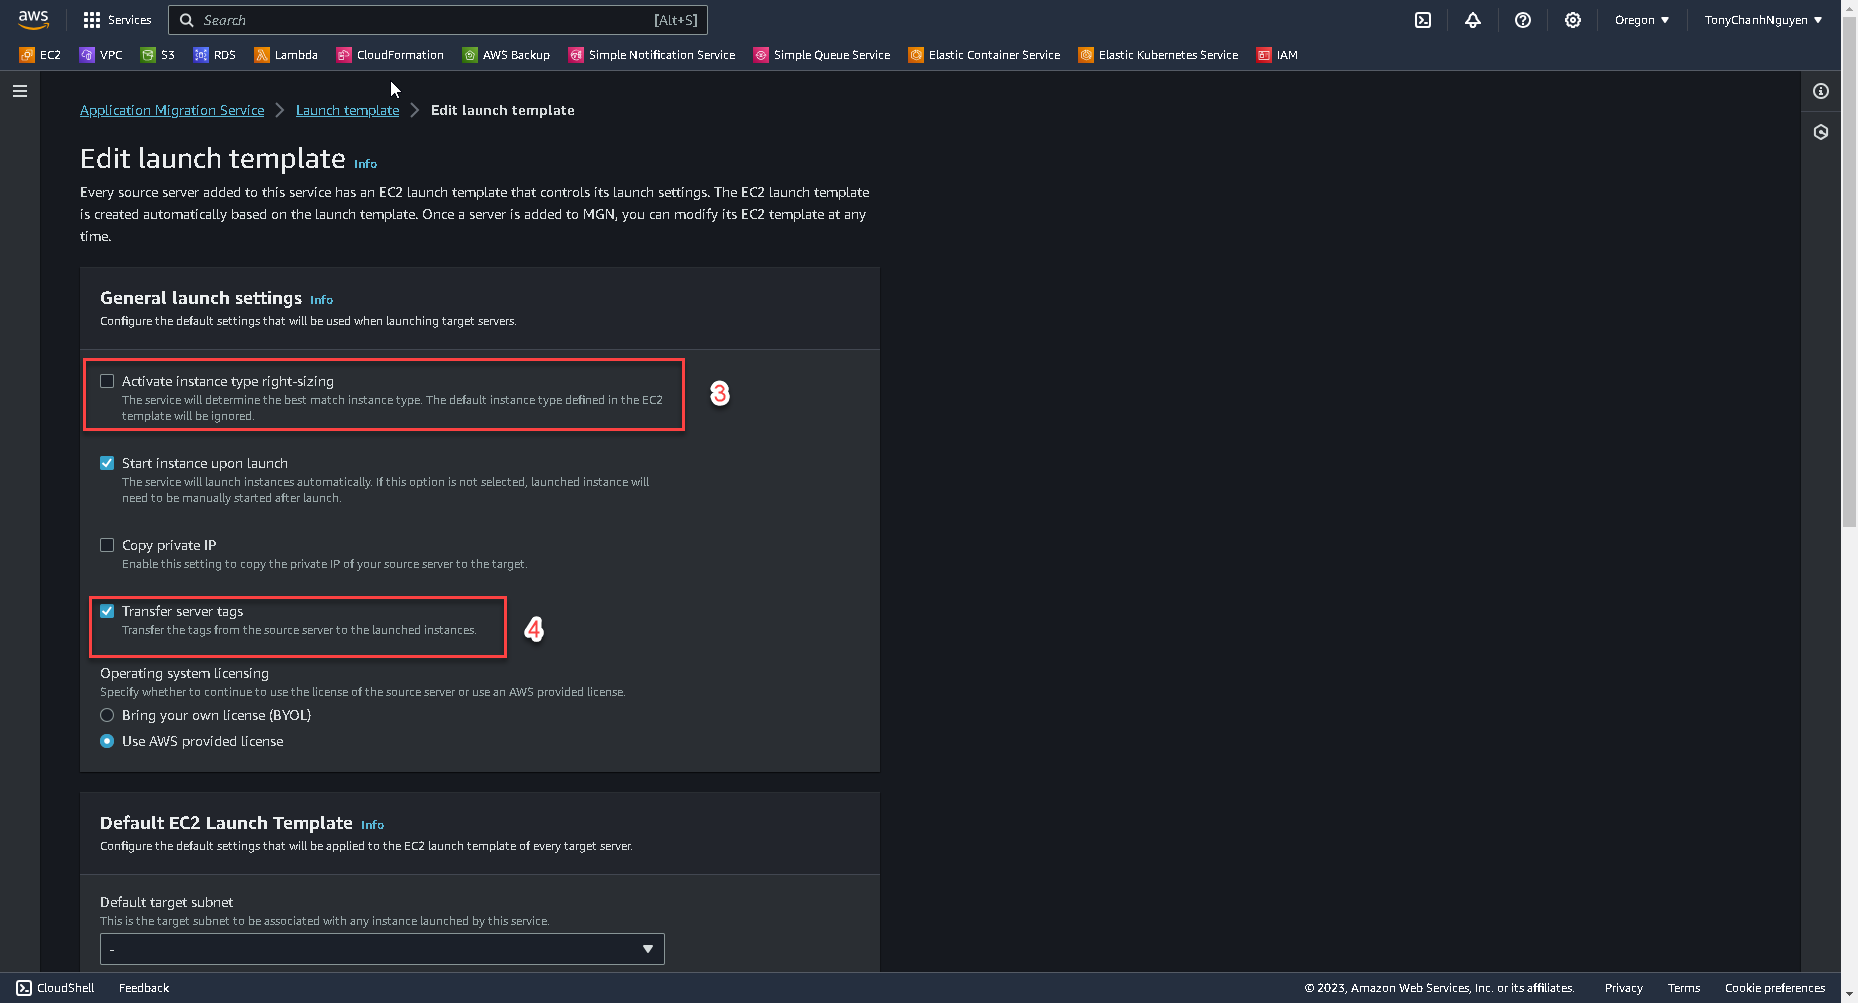 aws
Services
Search
[Alt+S]
Oregon
TonyChanhNguyen
EC2
VPC
S3
RDS
Lambda
CloudFormation
AWS Backup
Simple Notification Service
Simple Queue Service
Elastic Container Service
Elastic Kubernetes Service
IAM
Application Migration Service
Launch template
Edit launch template
Edit launch template Info
Every source server added to this service has an EC2 launch template that controls its launch settings. The EC2 launch template
is created automatically based on the launch template. Once a server is added to MGN, you can modify its EC2 template at any
time.
General launch settings Info
Configure the default settings that will be used when launching target servers.
Activate instance type right-sizing
The service will determine the best match instance type. The default instance type defined in the EC2
template will be ignored.
3
Start instance upon launch
The service will launch instances automatically. If this option is not selected, launched instance will
need to be manually started after launch.
Copy private IP
Enable this setting to copy the private IP of your source server to the target.
Transfer server tags
Transfer the tags from the source server to the launched instances.
4
Operating system licensing
Specify whether to continue to use the license of the source server or use an AWS provided license.
Bring your own license (BYOL)
Use AWS provided license
Default EC2 Launch Template Info
Configure the default settings that will be applied to the EC2 launch template of every target server.
Default target subnet
This is the target subnet to be associated with any instance launched by this service.
-
CloudShell
Feedback
© 2023, Amazon Web Services, Inc. or its affiliates.
Privacy
Terms
Cookie preferences